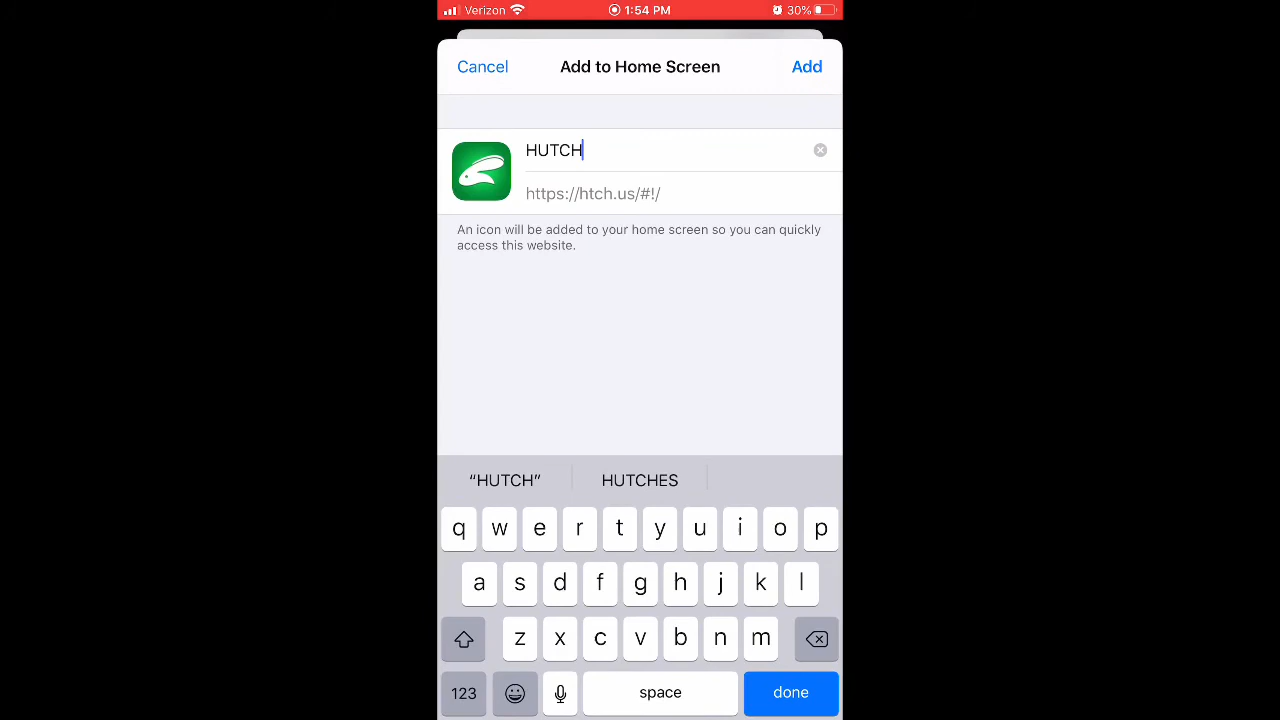 Verizon 1:54 PM 30%
Cancel Add to Home Screen Add
HUTCH
https://htch.us/#!/
An icon will be added to your home screen so you can quickly
access this website.
“HUTCH” HUTCHES
q w e r t y u i o p
a s d f g h j k l
z x c v b n m
123 space done